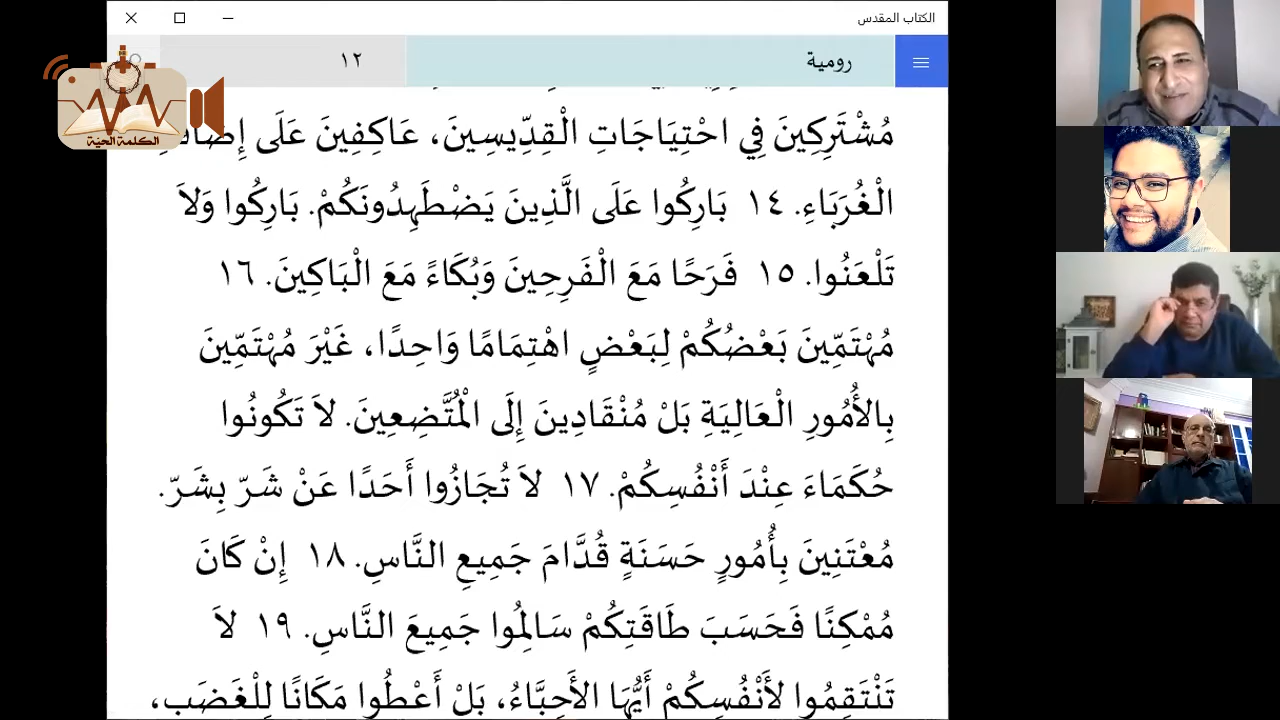 الكتاب المقدس
رومية
١٢
مُشْتَرِكِينَ فِي احْتِيَاجَاتِ الْقِدِّيسِينَ، عَاكِفِينَ عَلَى
الْغُرَبَاءِ. ١٤ بَارِكُوا عَلَى الَّذِينَ يَضْطَهِدُونَكُمْ. بَارِكُوا وَلاَ
تَلْعَنُوا. ١٥ فَرَحًا مَعَ الْفَرِحِينَ وَبُكَاءً مَعَ الْبَاكِينَ. ١٦
مُهْتَمِّينَ بَعْضُكُمْ لِبَعْضٍ اهْتِمَامًا وَاحِدًا، غَيْرَ مُهْتَمِّينَ
بِالأُمُورِ الْعَالِيَةِ بَلْ مُنْقَادِينَ إِلَى الْمُتَّضِعِينَ. لاَ تَكُونُوا
حُكَمَاءَ عِنْدَ أَنْفُسِكُمْ. ١٧ لاَ تُجَازُوا أَحَدًا عَنْ شَرّ بِشَرّ.
مُعْتَنِينَ بِأُمُورٍ حَسَنَةٍ قُدَّامَ جَمِيعِ النَّاسِ. ١٨ إِنْ كَانَ
مُمْكِنًا فَحَسَبَ طَاقَتِكُمْ سَالِمُوا جَمِيعَ النَّاسِ. ١٩ لاَ
تَنْتَقِمُوا لأَنْفُسِكُمْ أَيُّهَا الأَحِبَّاءُ، بَلْ أَعْطُوا مَكَانًا لِلْغَضَبِ،
الكلمة الحيّة